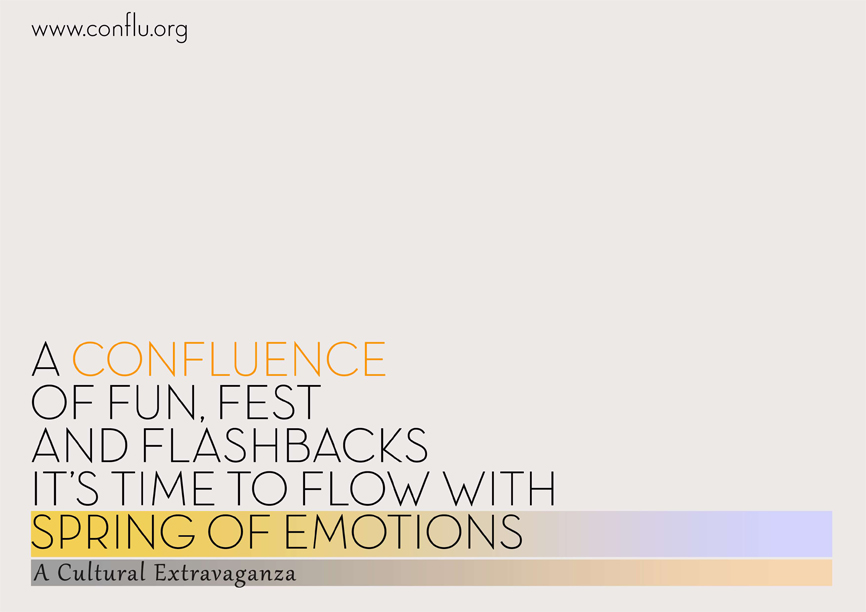 www.conflu.org
A CONFLUENCE
OF FUN, FEST
AND FLASHBACKS
IT'S TIME TO FLOW WITH
SPRING OF EMOTIONS
A Cultural Extravaganza